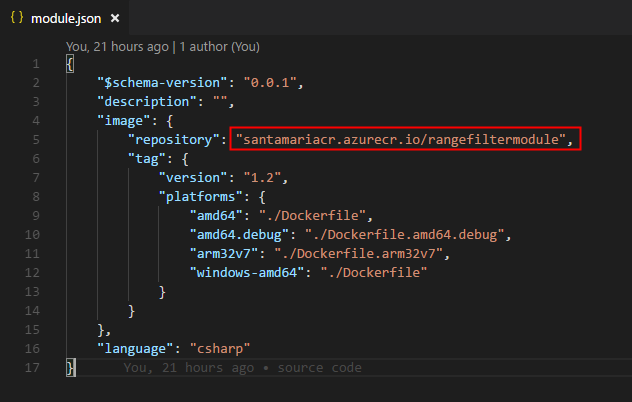 { } module.json ×
You, 21 hours ago | 1 author (You)
1 {
2 "$schema-version": "0.0.1",
3 "description": "",
4 "image": {
5 "repository": "santamariacr.azurecr.io/rangefiltermodule",
6 "tag": {
7 "version": "1.2",
8 "platforms": {
9 "amd64": "./Dockerfile",
10 "amd64.debug": "./Dockerfile.amd64.debug",
11 "arm32v7": "./Dockerfile.arm32v7",
12 "windows-amd64": "./Dockerfile"
13 }
14 }
15 },
16 "language": "csharp"
17 } You, 21 hours ago • source code